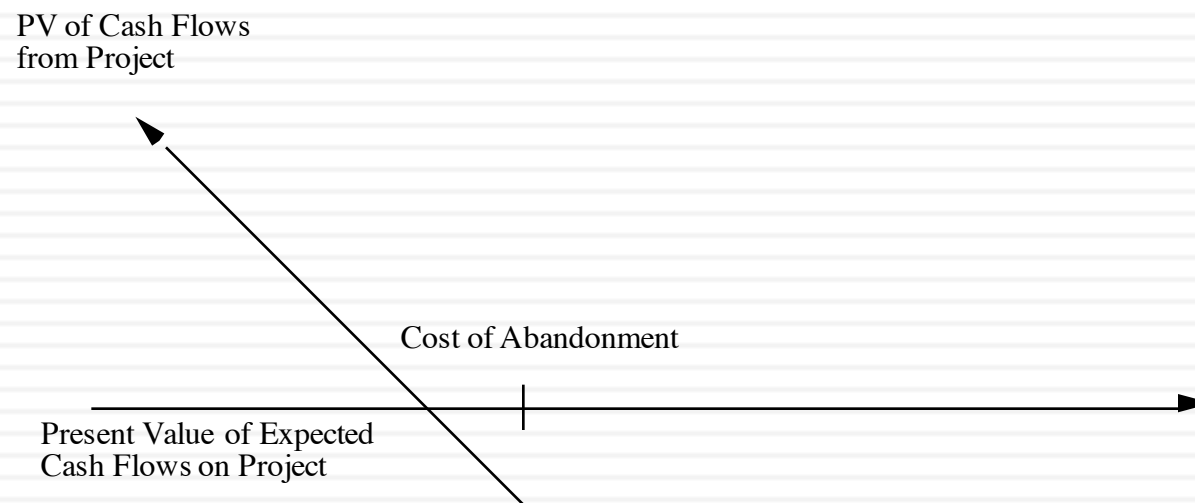 PV of Cash Flows
from Project
Cost of Abandonment
Present Value of Expected
Cash Flows on Project